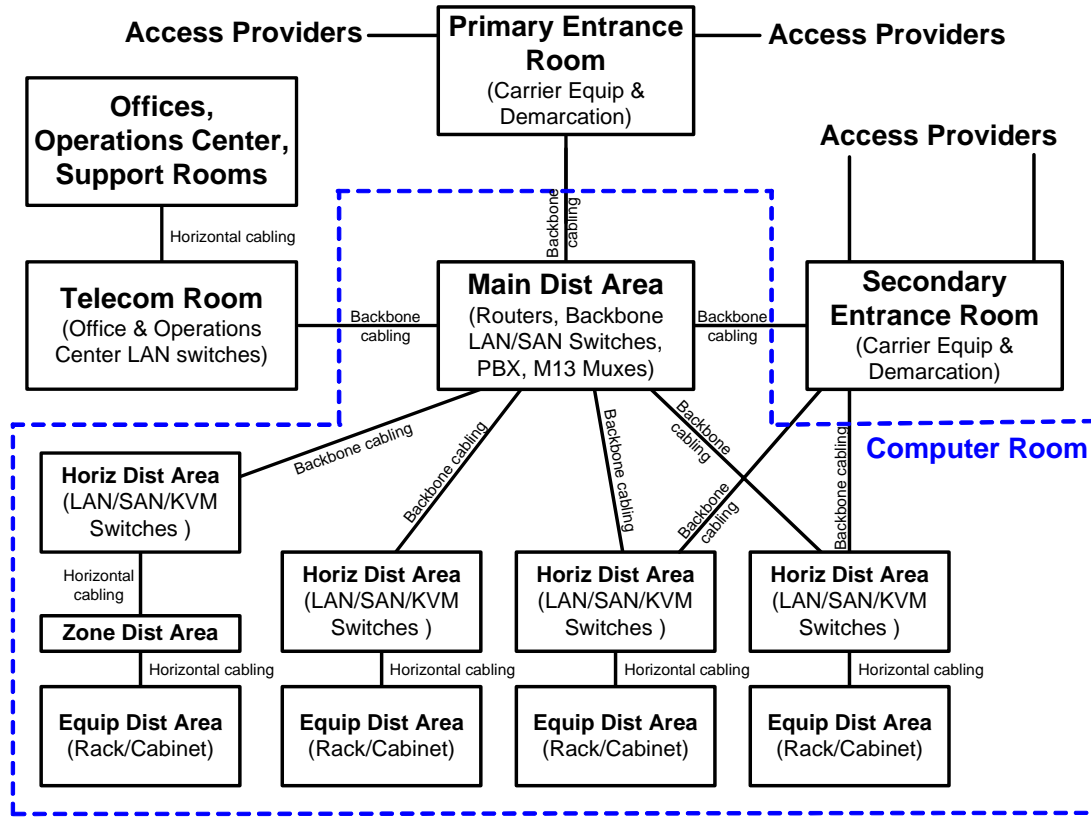 Access Providers
Primary Entrance
Room
(Carrier Equip &
Demarcation)
Access Providers
Offices,
Operations Center,
Support Rooms
Access Providers
Horizontal cabling
Backbone
cabling
Telecom Room
(Office & Operations
Center LAN switches)
Backbone
cabling
Main Dist Area
(Routers, Backbone
LAN/SAN Switches,
PBX, M13 Muxes)
Backbone
cabling
Secondary
Entrance Room
(Carrier Equip &
Demarcation)
Computer Room
Backbone cabling
Backbone cabling
Backbone
cabling
Backbone
cabling
Backbone
cabling
Backbone cabling
Horiz Dist Area
(LAN/SAN/KVM
Switches )
Horizontal
cabling
Zone Dist Area
Horiz Dist Area
(LAN/SAN/KVM
Switches )
Horiz Dist Area
(LAN/SAN/KVM
Switches )
Horiz Dist Area
(LAN/SAN/KVM
Switches )
Horizontal cabling
Horizontal cabling
Horizontal cabling
Horizontal cabling
Equip Dist Area
(Rack/Cabinet)
Equip Dist Area
(Rack/Cabinet)
Equip Dist Area
(Rack/Cabinet)
Equip Dist Area
(Rack/Cabinet)